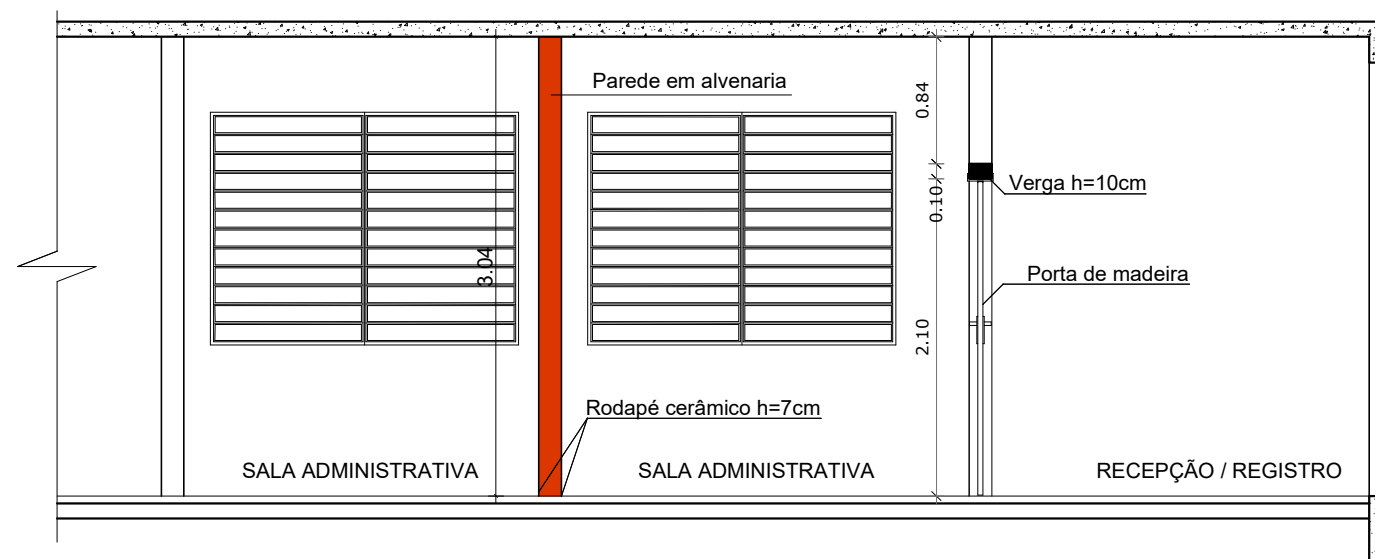 Parede em alvenaria
0.84
Verga h=10cm
0.10
Porta de madeira
3.04
2.10
Rodapé cerâmico h=7cm
SALA ADMINISTRATIVA
SALA ADMINISTRATIVA
RECEPÇÃO / REGISTRO